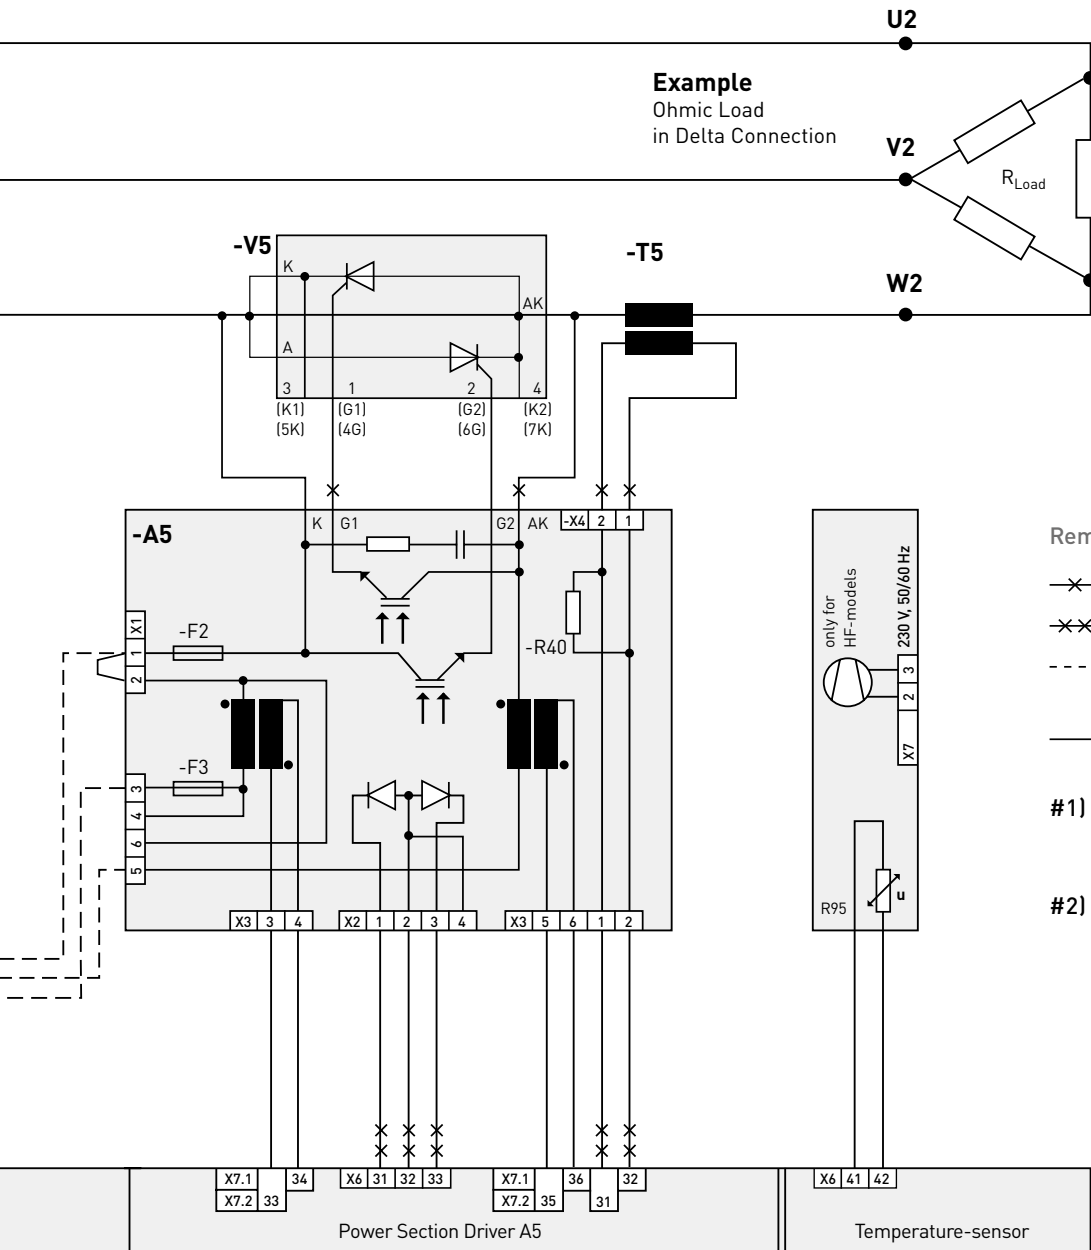 U2
Example
Ohmic Load
in Delta Connection
V2
R Load
-V5
-T5
W2
K
AK
A
3 1 2 4
(K1) (G1) (G2) (K2)
(5K) (4G) (6G) (7K)
-A5
K G1 G2 AK -X4 2 1
Rem
only for
HF-models
230 V, 50/60 Hz
X1
1
2
-F2
-R40
3
2
X7
-F3
3
4
6
5
#1)
R95
u
#2)
X3 3 4
X2 1 2 3 4
X3 5 6 1 2
X7.1 34
X7.2 33
X6 31 32 33
X7.1 36 32
X7.2 35 31
X6 41 42
Power Section Driver A5
Temperature-sensor